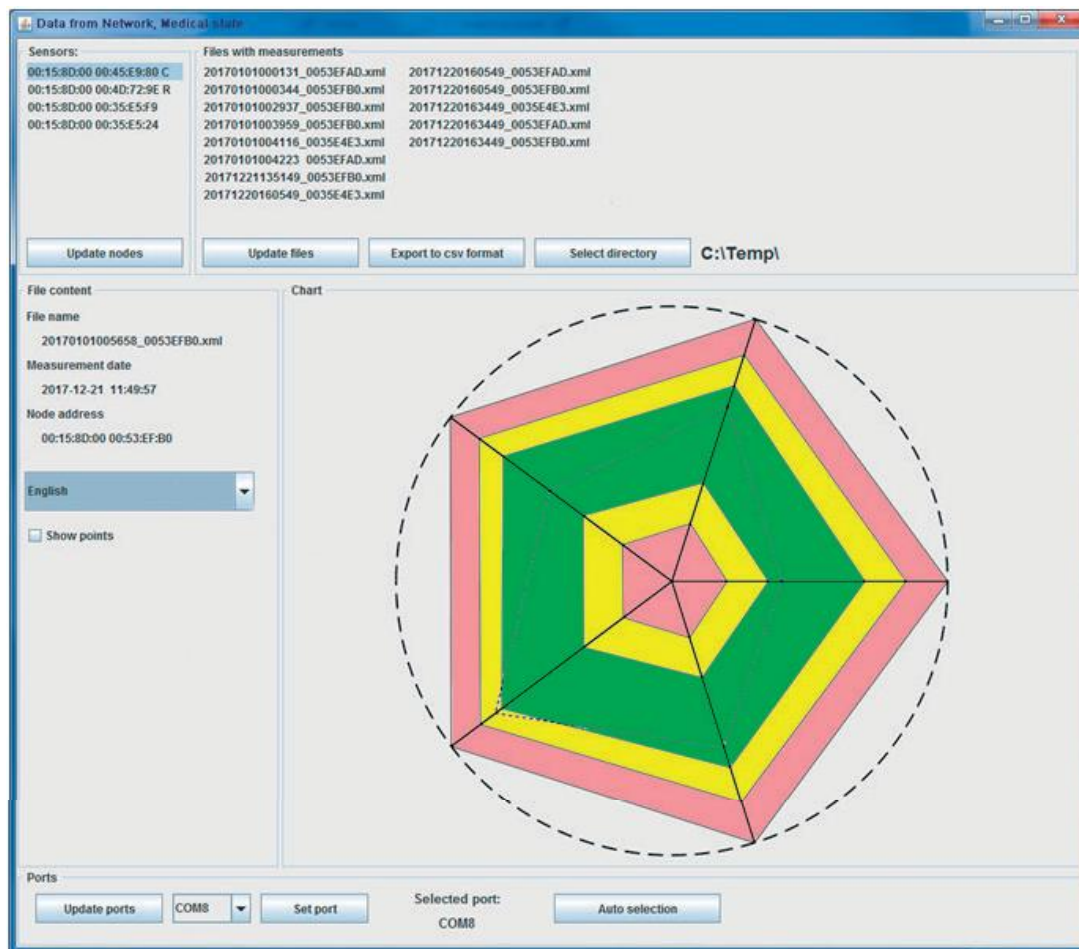 Data from Network, Medical state
Sensors:
00:15:8D:00 00:45:E9:80 C
00:15:8D:00 00:4D:72:9E R
00:15:8D:00 00:35:E5:F9
00:15:8D:00 00:35:E5:24
Update nodes
Files with measurements
20170101000131_0053EFAD.xml 20171220160549_0053EFAD.xml
20170101000344_0053EFB0.xml 20171220160549_0053EFB0.xml
20170101002937_0053EFB0.xml 20171220163449_0035E4E3.xml
20170101003959_0053EFB0.xml 20171220163449_0053EFAD.xml
20170101004116_0035E4E3.xml 20171220163449_0053EFB0.xml
20170101004223 0053EFAD.xml
20171221135149_0053EFB0.xml
20171220160549_0035E4E3.xml
Update files Export to csv format Select directory C:\Temp\
File content
File name
20170101005658_0053EFB0.xml
Measurement date
2017-12-21 11:49:57
Node address
00:15:8D:00 00:53:EF:B0
English
Show points
Chart
Ports
Update ports COM8 Set port Selected port: Auto selection
COM8